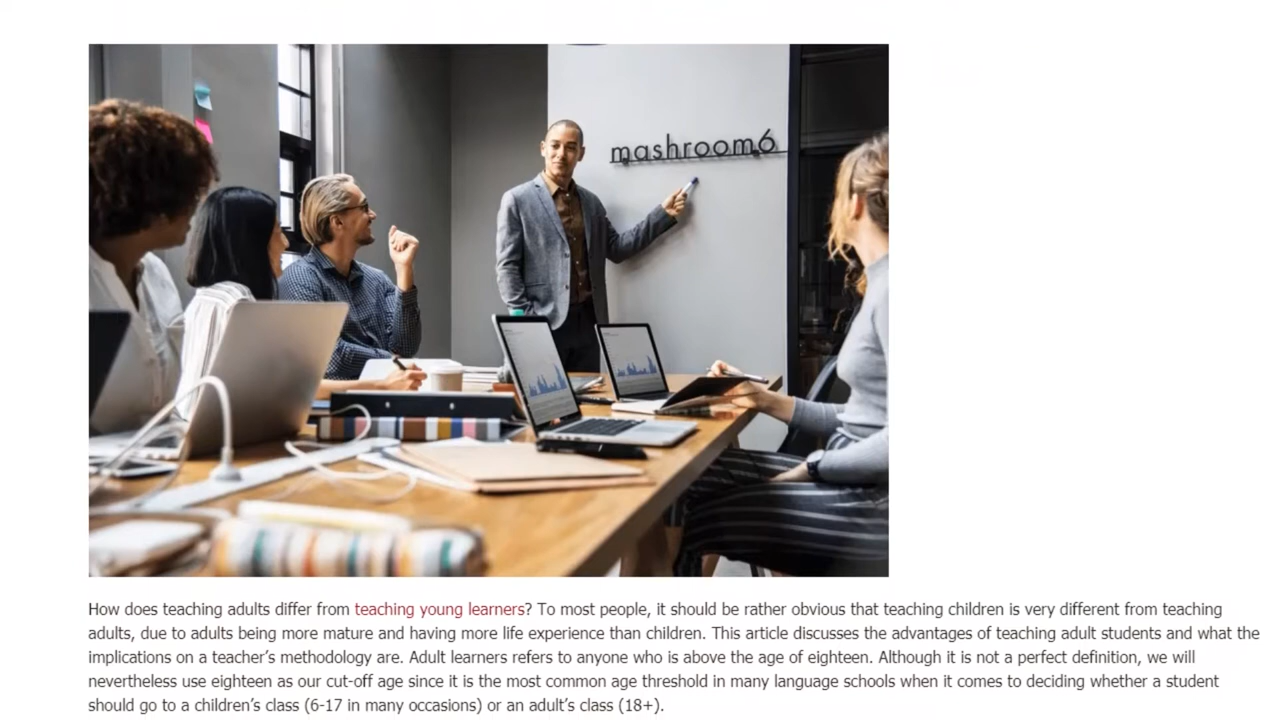 mashroom6
How does teaching adults differ from teaching young learners? To most people, it should be rather obvious that teaching children is very different from teaching
adults, due to adults being more mature and having more life experience than children. This article discusses the advantages of teaching adult students and what the
implications on a teacher’s methodology are. Adult learners refers to anyone who is above the age of eighteen. Although it is not a perfect definition, we will
nevertheless use eighteen as our cut-off age since it is the most common age threshold in many language schools when it comes to deciding whether a student
should go to a children’s class (6-17 in many occasions) or an adult’s class (18+).